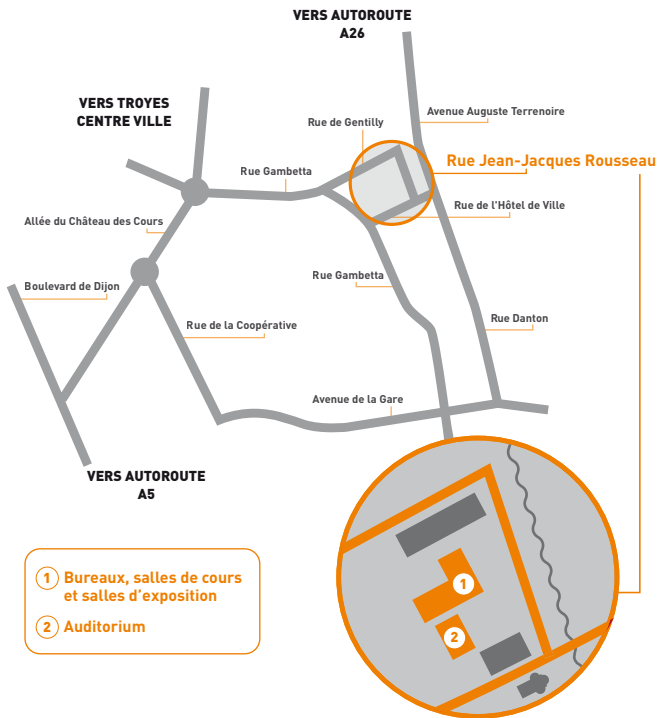 VERS AUTOROUTE
A26
VERS TROYES
CENTRE VILLE
Avenue Auguste Terrenoire
Rue de Gentilly
Rue Jean-Jacques Rousseau
Rue Gambetta
Rue de l'Hôtel de Ville
Allée du Château des Cours
Rue Gambetta
Boulevard de Dijon
Rue de la Coopérative
Rue Danton
Avenue de la Gare
VERS AUTOROUTE
A5
1 Bureaux, salles de cours
et salles d'exposition
2 Auditorium
1
2